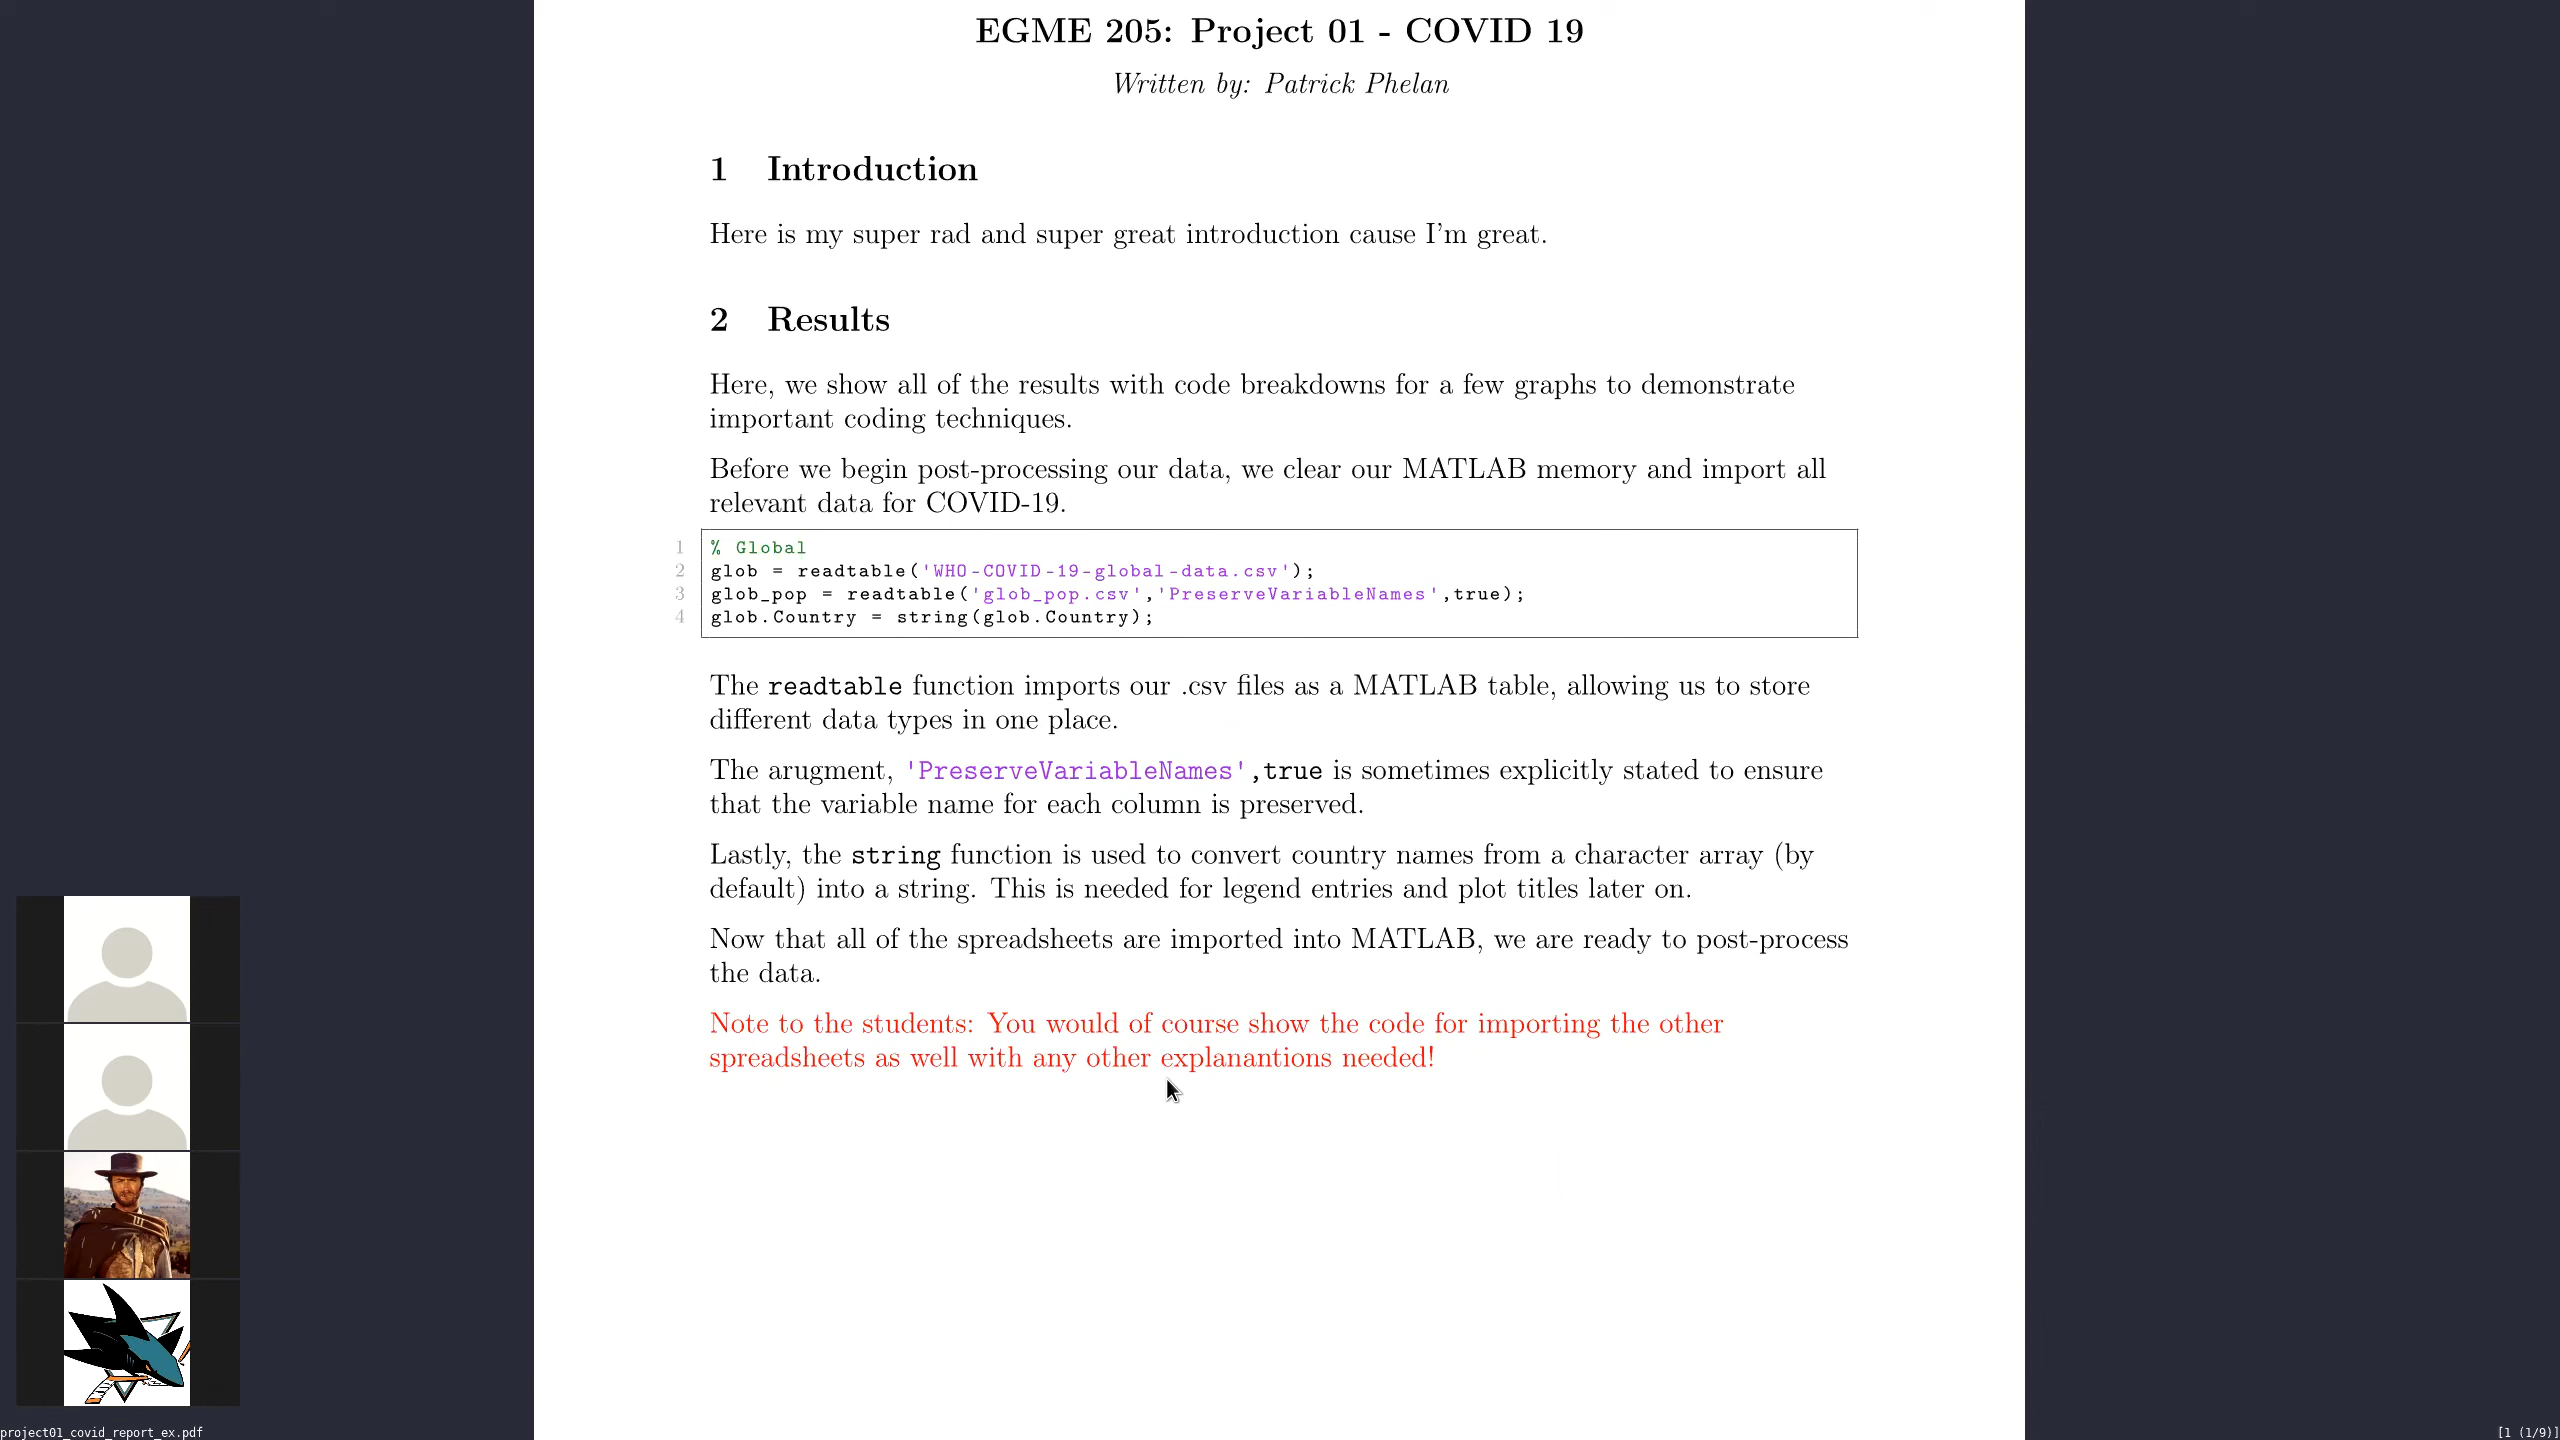 EGME 205: Project 01 - COVID 19
Written by: Patrick Phelan
1 Introduction
Here is my super rad and super great introduction cause I'm great.
2 Results
Here, we show all of the results with code breakdowns for a few graphs to demonstrate
important coding techniques.
Before we begin post-processing our data, we clear our MATLAB memory and import all
relevant data for COVID-19.
1 % Global
2 glob = readtable('WHO-COVID-19-global-data.csv');
3 glob_pop = readtable('glob_pop.csv','PreserveVariableNames',true);
4 glob.Country = string(glob.Country);
The readtable function imports our .csv files as a MATLAB table, allowing us to store
different data types in one place.
The arugment, 'PreserveVariableNames',true is sometimes explicitly stated to ensure
that the variable name for each column is preserved.
Lastly, the string function is used to convert country names from a character array (by
default) into a string. This is needed for legend entries and plot titles later on.
Now that all of the spreadsheets are imported into MATLAB, we are ready to post-process
the data.
Note to the students: You would of course show the code for importing the other
spreadsheets as well with any other explanantions needed!
project01_covid_report_ex.pdf
[1 (1/9)]